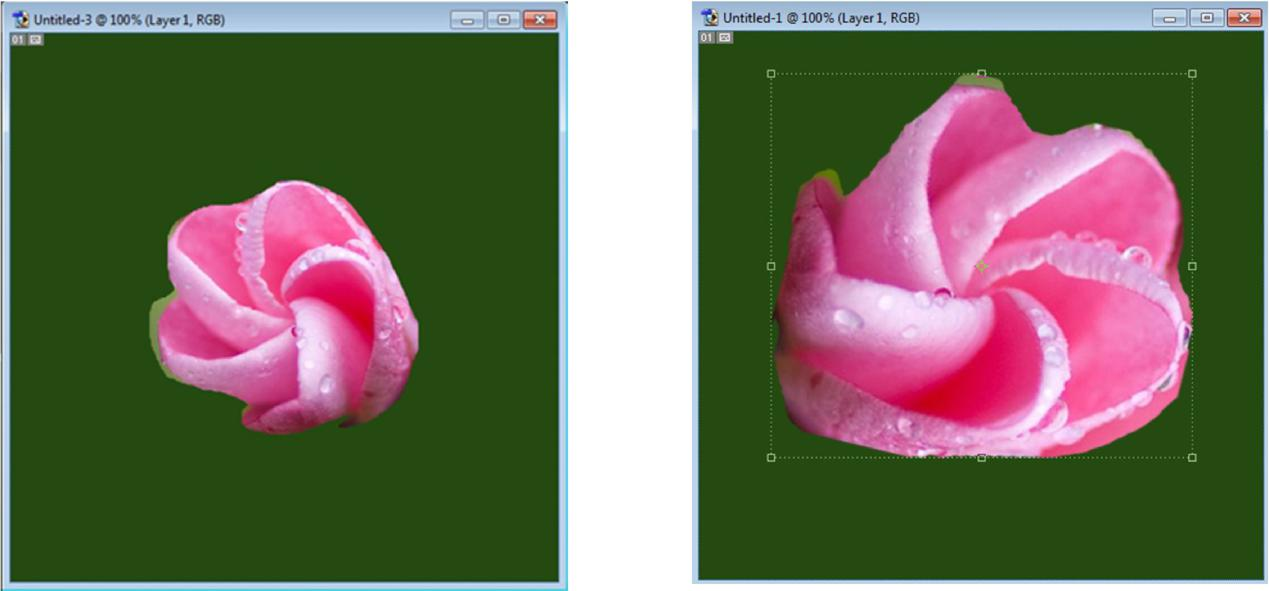 Untitled-3 @ 100% (Layer 1, RGB)
01
Untitled-1 @ 100% (Layer 1, RGB)
01